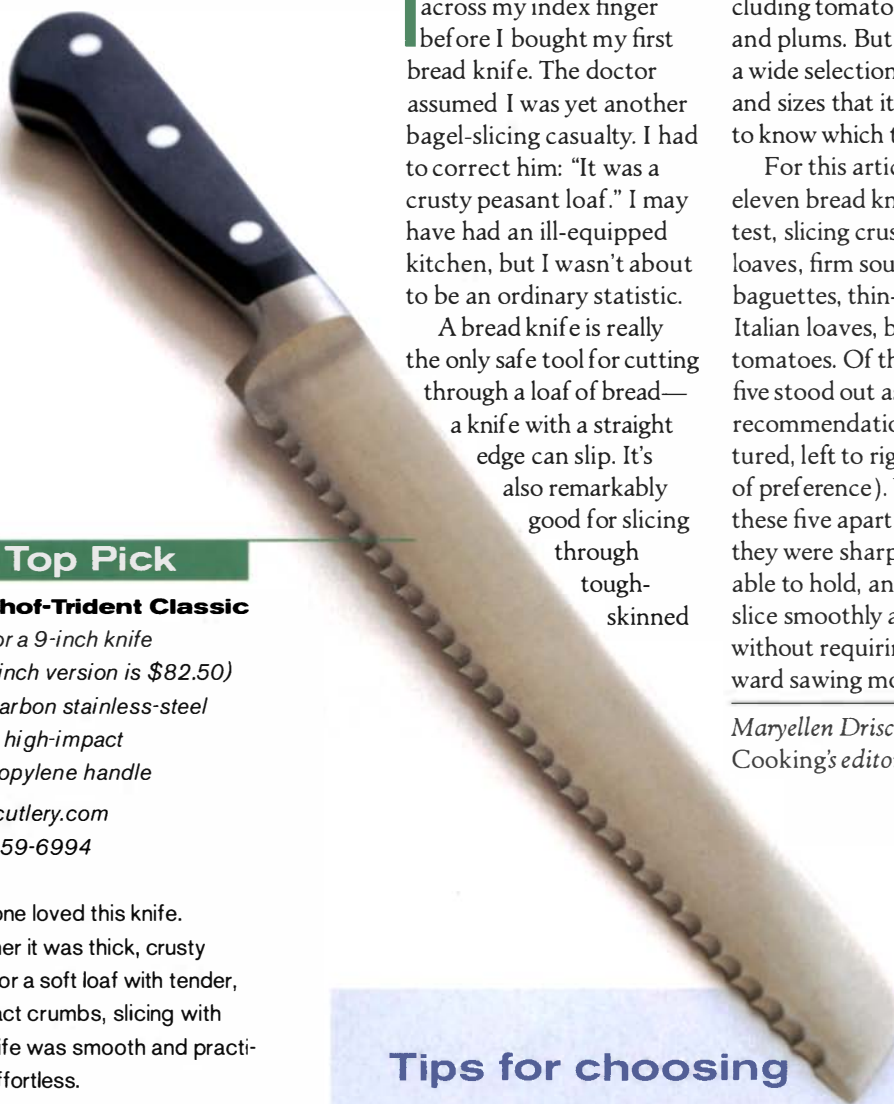 across my index finger
before I bought my first
bread knife. The doctor
assumed I was yet another
bagel-slicing casualty. I had
to correct him: “It was a
crusty peasant loaf.” I may
have had an ill-equipped
kitchen, but I wasn’t about
to be an ordinary statistic.
A bread knife is really
the only safe tool for cutting
through a loaf of bread—
a knife with a straight
edge can slip. It’s
also remarkably
good for slicing
through
tough-
skinned
cluding tomato
and plums. But
a wide selection
and sizes that it
to know which t
For this artic
eleven bread kn
test, slicing crus
loaves, firm sou
baguettes, thin-
Italian loaves, b
tomatoes. Of th
five stood out a
recommendatio
tured, left to rig
of preference).
these five apart
they were sharp
able to hold, an
slice smoothly a
without requirin
ward sawing mo
Maryellen Drisc
Cooking’s edito
Top Pick
hof-Trident Classic
or a 9-inch knife
inch version is $82.50)
arbon stainless-steel
high-impact
opylene handle
cutlery.com
59-6994
one loved this knife.
her it was thick, crusty
or a soft loaf with tender,
act crumbs, slicing with
ife was smooth and practi-
ffortless.
Tips for choosing